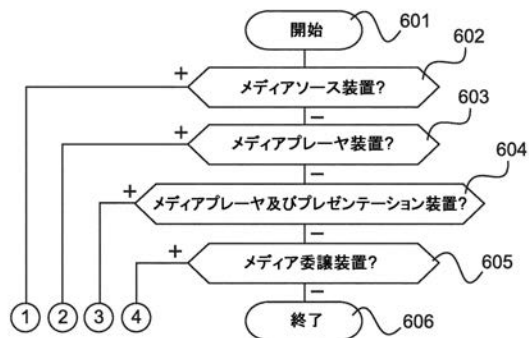 開始
601
+
メディアソース装置?
602
−
+
メディアプレーヤ装置?
603
−
+
メディアプレーヤ及びプレゼンテーション装置?
604
−
+
メディア委譲装置?
605
−
1 2 3 4
終了
606